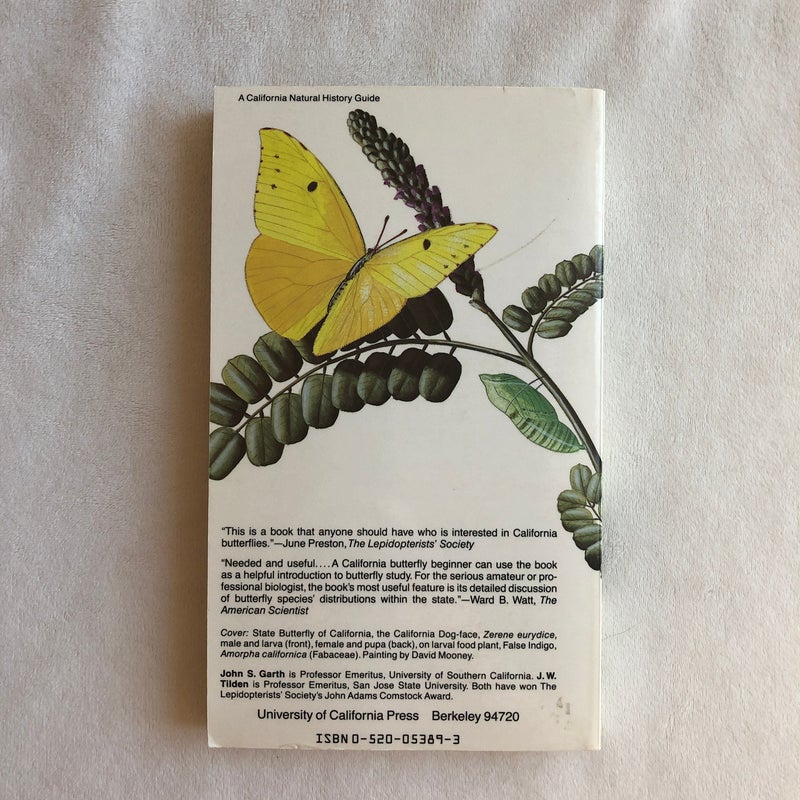 A California Natural History Guide
“This is a book that anyone should have who is interested in California
butterflies.”—June Preston, The Lepidopterists’ Society
“Needed and useful....A California butterfly beginner can use the book
as a helpful introduction to butterfly study. For the serious amateur or pro-
fessional biologist, the book’s most useful feature is its detailed discussion
of butterfly species’ distributions within the state.”—Ward B. Watt, The
American Scientist
Cover: State Butterfly of California, the California Dog-face, Zerene eurydice,
male and larva (front), female and pupa (back), on larval food plant, False Indigo,
Amorpha californica (Fabaceae). Painting by David Mooney.
John S. Garth is Professor Emeritus, University of Southern California. J. W.
Tilden is Professor Emeritus, San Jose State University. Both have won The
Lepidopterists’ Society’s John Adams Comstock Award.
University of California Press Berkeley 94720
ISBN 0-520-05389-3